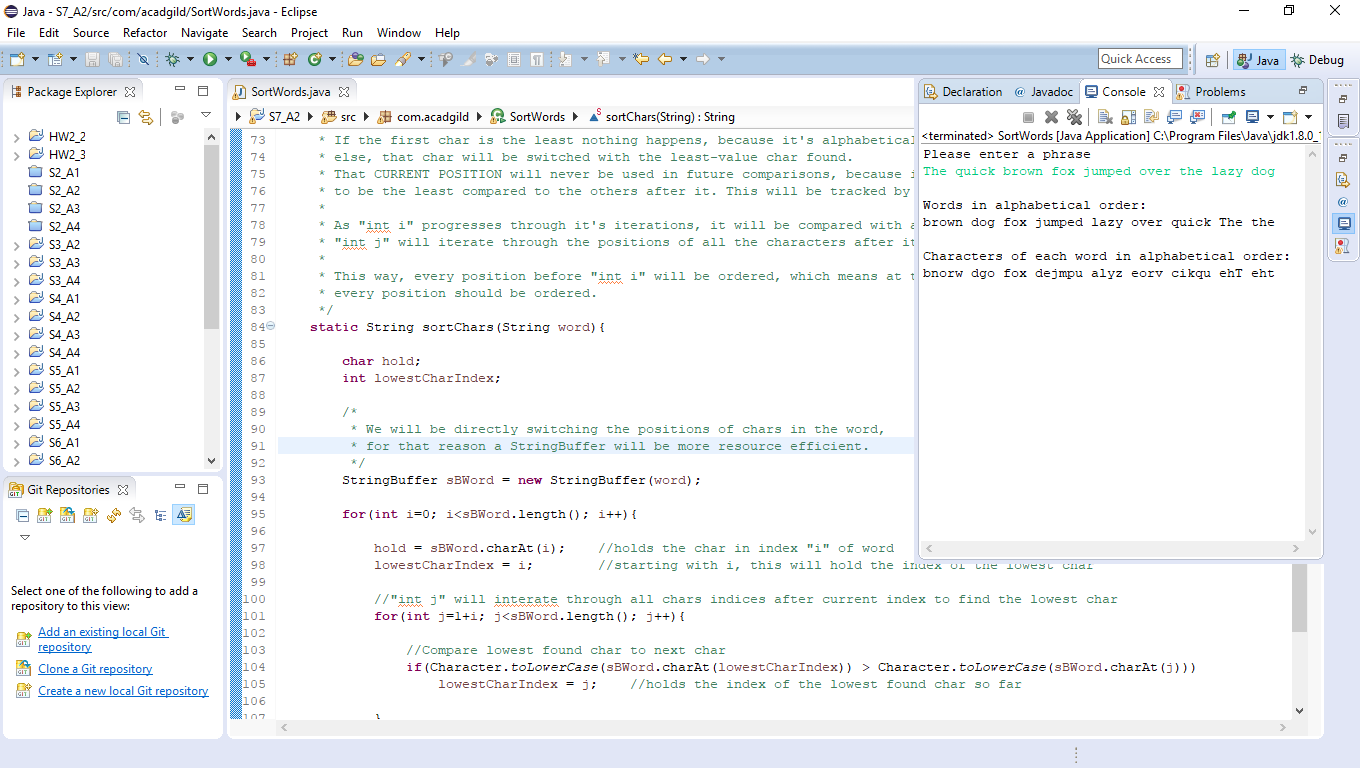 Java - S7_A2/src/com/acadgild/SortWords.java - Eclipse
File Edit Source Refactor Navigate Search Project Run Window Help
Quick Access
Java
Debug
Package Explorer
HW2_2
HW2_3
S2_A1
S2_A2
S2_A3
S2_A4
S3_A2
S3_A3
S3_A4
S4_A1
S4_A2
S4_A3
S4_A4
S5_A1
S5_A2
S5_A3
S5_A4
S6_A1
S6_A2
Git Repositories
Select one of the following to add a
repository to this view:
Add an existing local Git
repository
Clone a Git repository
Create a new local Git repository
SortWords.java
S7_A2 src com.acadgild SortWords sortChars(String) : String
73 * If the first char is the least nothing happens, because it's alphabetical
74 * else, that char will be switched with the least-value char found.
75 * That CURRENT POSITION will never be used in future comparisons, because
76 * to be the least compared to the others after it. This will be tracked by
77 *
78 * As "int i" progresses through it's iterations, it will be compared with
79 * "int j" will iterate through the positions of all the characters after it
80 *
81 * This way, every position before "int i" will be ordered, which means at
82 * every position should be ordered.
83 */
84 static String sortChars(String word){
85
86 char hold;
87 int lowestCharIndex;
88
89 /*
90 * We will be directly switching the positions of chars in the word,
91 * for that reason a StringBuffer will be more resource efficient.
92 */
93 StringBuffer sBWord = new StringBuffer(word);
94
95 for(int i=0; i<sBWord.length(); i++){
96
97 hold = sBWord.charAt(i); //holds the char in index "i" of word
98 lowestCharIndex = i; //starting with i, this will hold the index of the lowest char
99
100 //"int j" will interate through all chars indices after current index to find the lowest char
101 for(int j=1+i; j<sBWord.length(); j++){
102
103 //Compare lowest found char to next char
104 if(Character.toLowerCase(sBWord.charAt(lowestCharIndex)) > Character.toLowerCase(sBWord.charAt(j)))
105 lowestCharIndex = j; //holds the index of the lowest found char so far
106
107 }
Declaration @ Javadoc Console Problems
<terminated> SortWords [Java Application] C:\Program Files\Java\jdk1.8.0_
Please enter a phrase
The quick brown fox jumped over the lazy dog
Words in alphabetical order:
brown dog fox jumped lazy over quick The the
Characters of each word in alphabetical order:
bnorw dgo fox dejmpu alyz eorv cikqu ehT eht